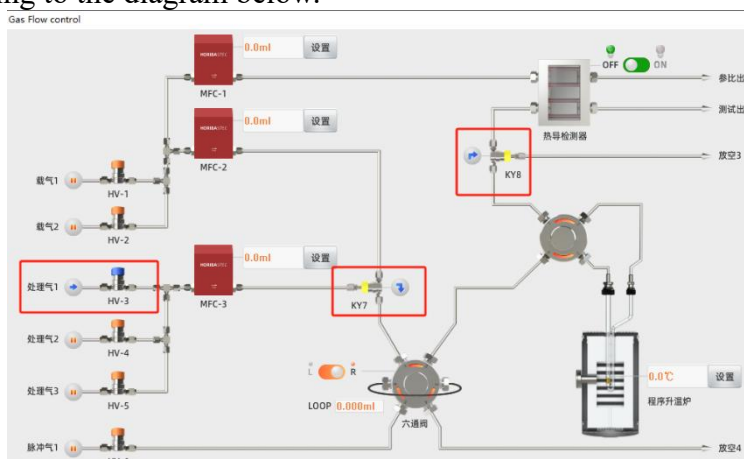 ing to the diagram below.
Gas Flow control
0.0ml 设置
MFC-1
OFF ON
参比出
测试出
热导检测器
0.0ml 设置
MFC-2
KY8
放空3
载气1
HV-1
载气2
HV-2
0.0ml 设置
处理气1
HV-3
MFC-3
KY7
处理气2
HV-4
L R
0.0℃ 设置
程序升温炉
处理气3
HV-5
LOOP 0.000ml
六通阀
脉冲气1
放空4